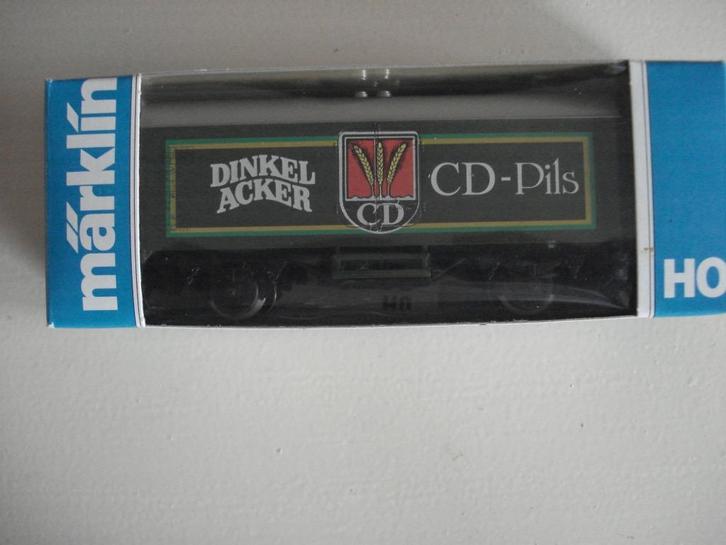 märklin
DINKEL
ACKER
CD
CD-Pils
HO